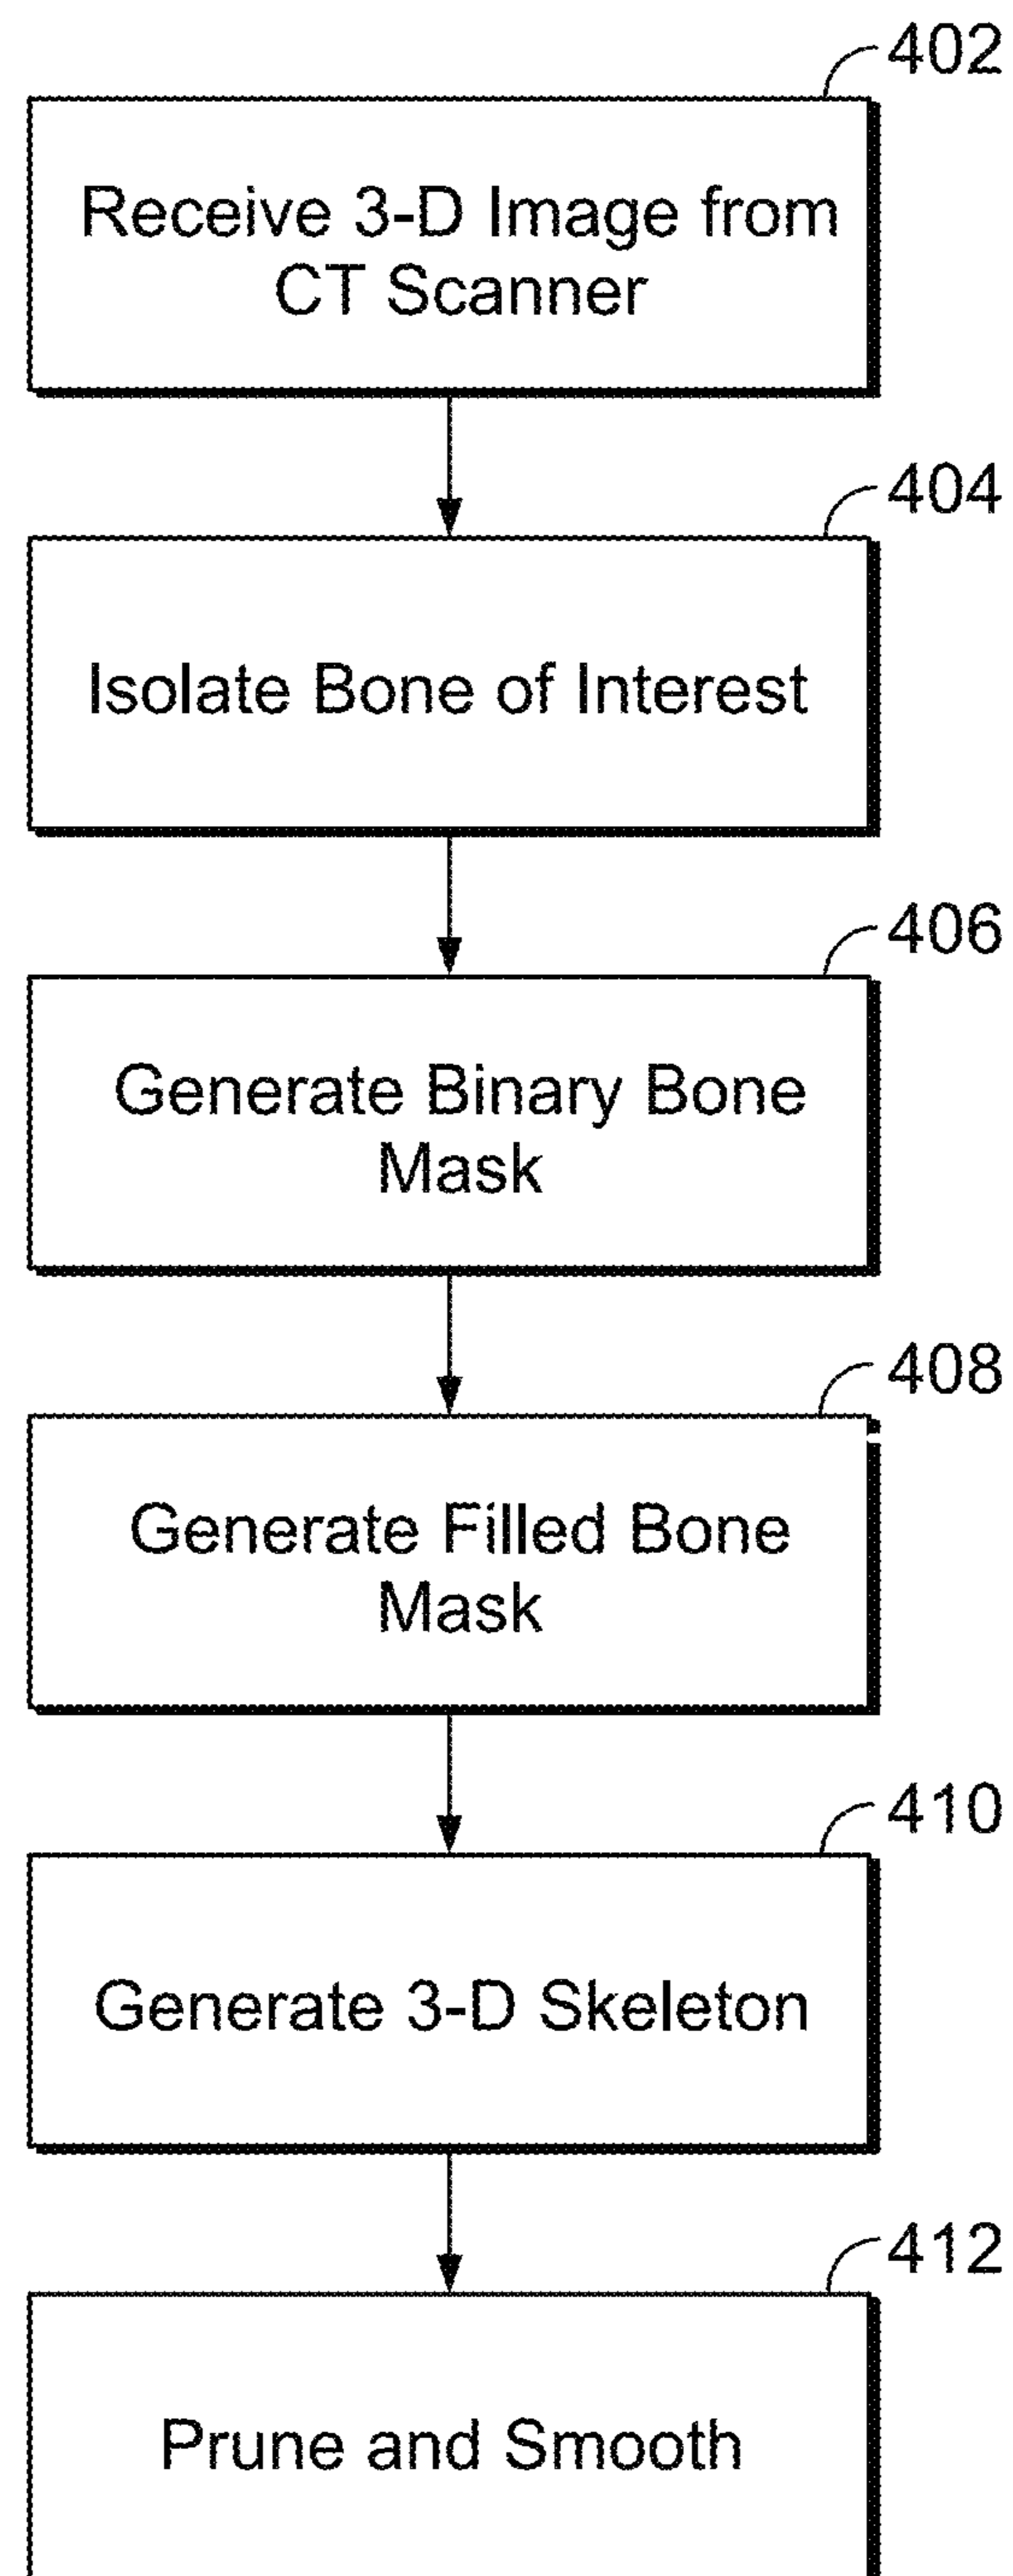 402
Receive 3-D Image from
CT Scanner
404
Isolate Bone of Interest
406
Generate Binary Bone
Mask
408
Generate Filled Bone
Mask
410
Generate 3-D Skeleton
412
Prune and Smooth